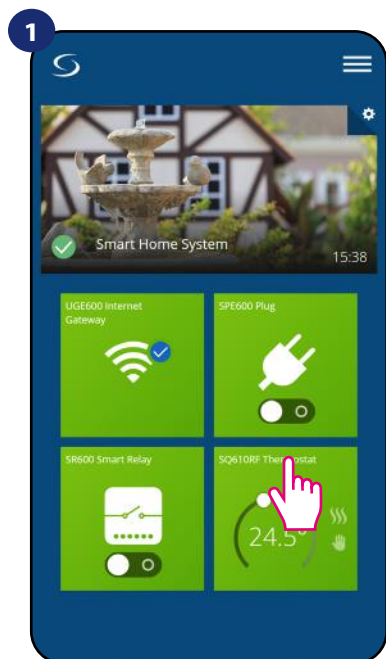 1
Smart Home System
15:38
UGE600 Internet
Gateway
SPE600 Plug
SR600 Smart Relay
SQ610RF Thermostat
24.5°